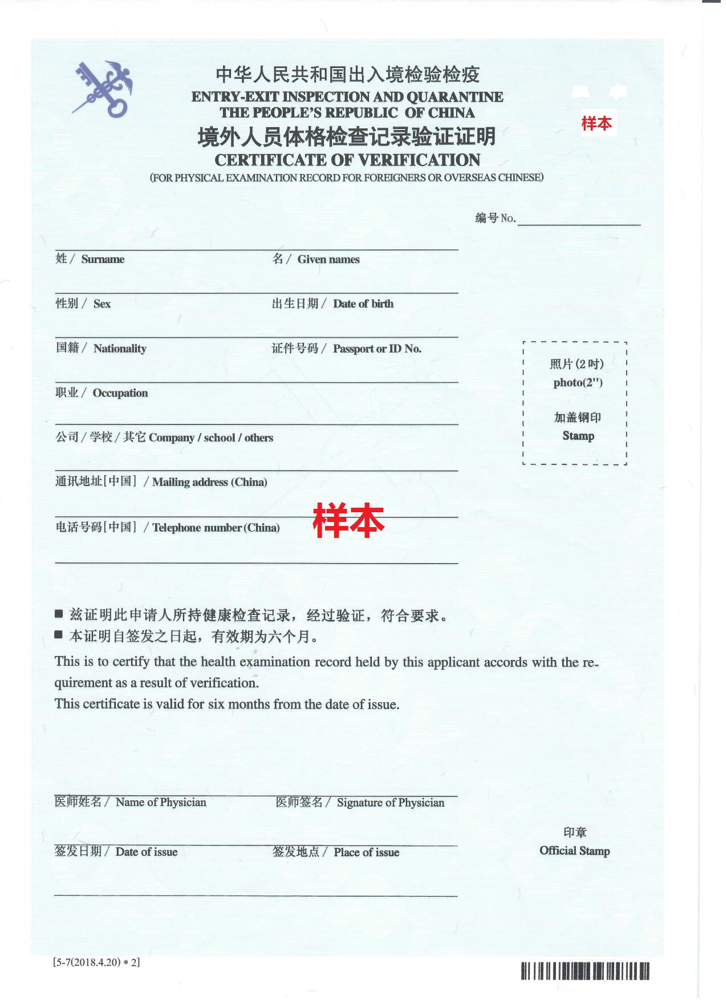 中华人民共和国出入境检验检疫
ENTRY-EXIT INSPECTION AND QUARANTINE
THE PEOPLE'S REPUBLIC OF CHINA
样本
境外人员体格检查记录验证证明
CERTIFICATE OF VERIFICATION
(FOR PHYSICAL EXAMINATION RECORD FOR FOREIGNERS OR OVERSEAS CHINESE)
编号 No.
姓 / Surname 名 / Given names
性别 / Sex 出生日期 / Date of birth
国籍 / Nationality 证件号码 / Passport or ID No.
照片(2吋)
photo(2")
加盖钢印
Stamp
职业 / Occupation
公司 / 学校 / 其它 Company / school / others
通讯地址[中国] / Mailing address (China)
样本
电话号码[中国] / Telephone number (China)
■ 兹证明此申请人所持健康检查记录，经过验证，符合要求。
■ 本证明自签发之日起，有效期为六个月。
This is to certify that the health examination record held by this applicant accords with the re-
quirement as a result of verification.
This certificate is valid for six months from the date of issue.
医师姓名 / Name of Physician 医师签名 / Signature of Physician
印章
Official Stamp
签发日期 / Date of issue 签发地点 / Place of issue
[5-7(2018.4.20)*2]